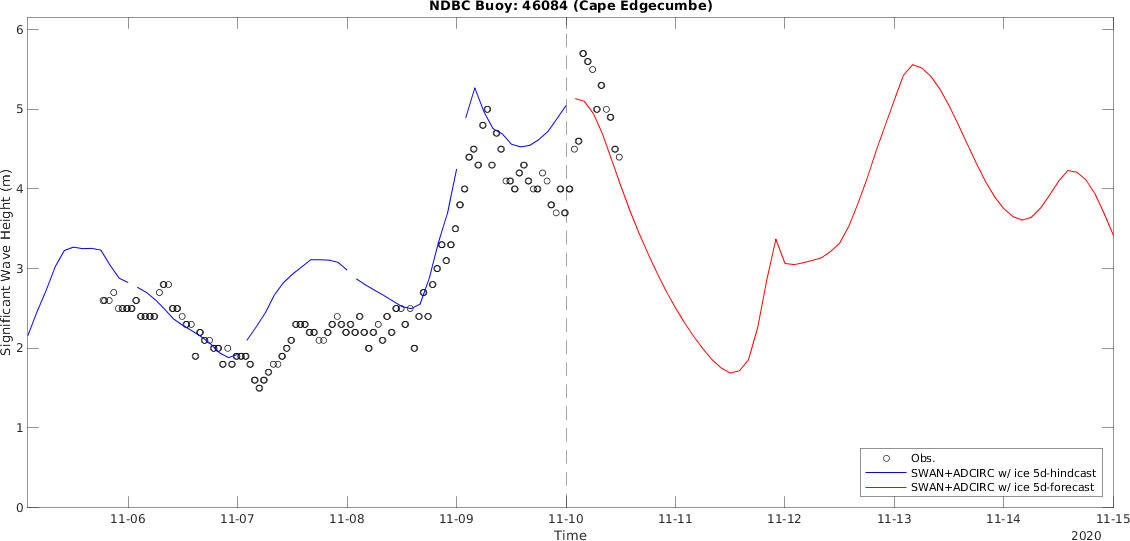 NDBC Buoy: 46084 (Cape Edgecumbe)
Significant Wave Height (m)
6
5
4
3
2
1
0
11-06 11-07 11-08 11-09 11-10 11-11 11-12 11-13 11-14 11-15
Time
2020
Obs.
SWAN+ADCIRC w/ ice 5d-hindcast
SWAN+ADCIRC w/ ice 5d-forecast